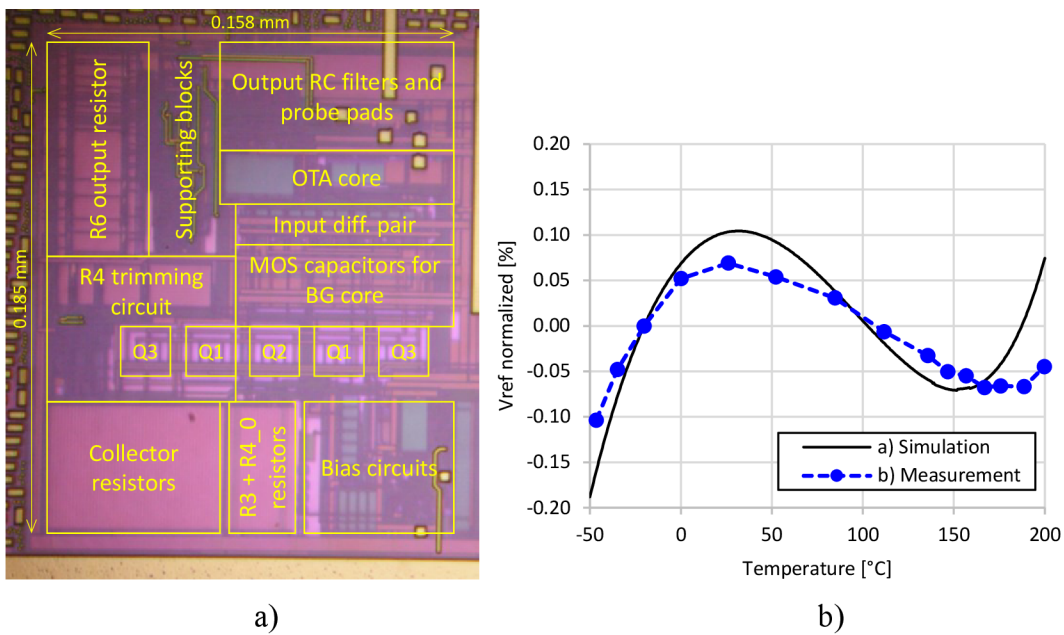 0.158 mm
0.185 mm
R6 output resistor
Supporting blocks
Output RC filters and
probe pads
OTA core
Input diff. pair
MOS capacitors for
BG core
R4 trimming
circuit
Q3
Q1
Q2
Q1
Q3
Collector
resistors
R3 + R4_0
resistors
Bias circuits
a)
Vref normalized [%]
0.20
0.15
0.10
0.05
0.00
-0.05
-0.10
-0.15
-0.20
-50
0
50
100
150
200
Temperature [°C]
a) Simulation
b) Measurement
b)